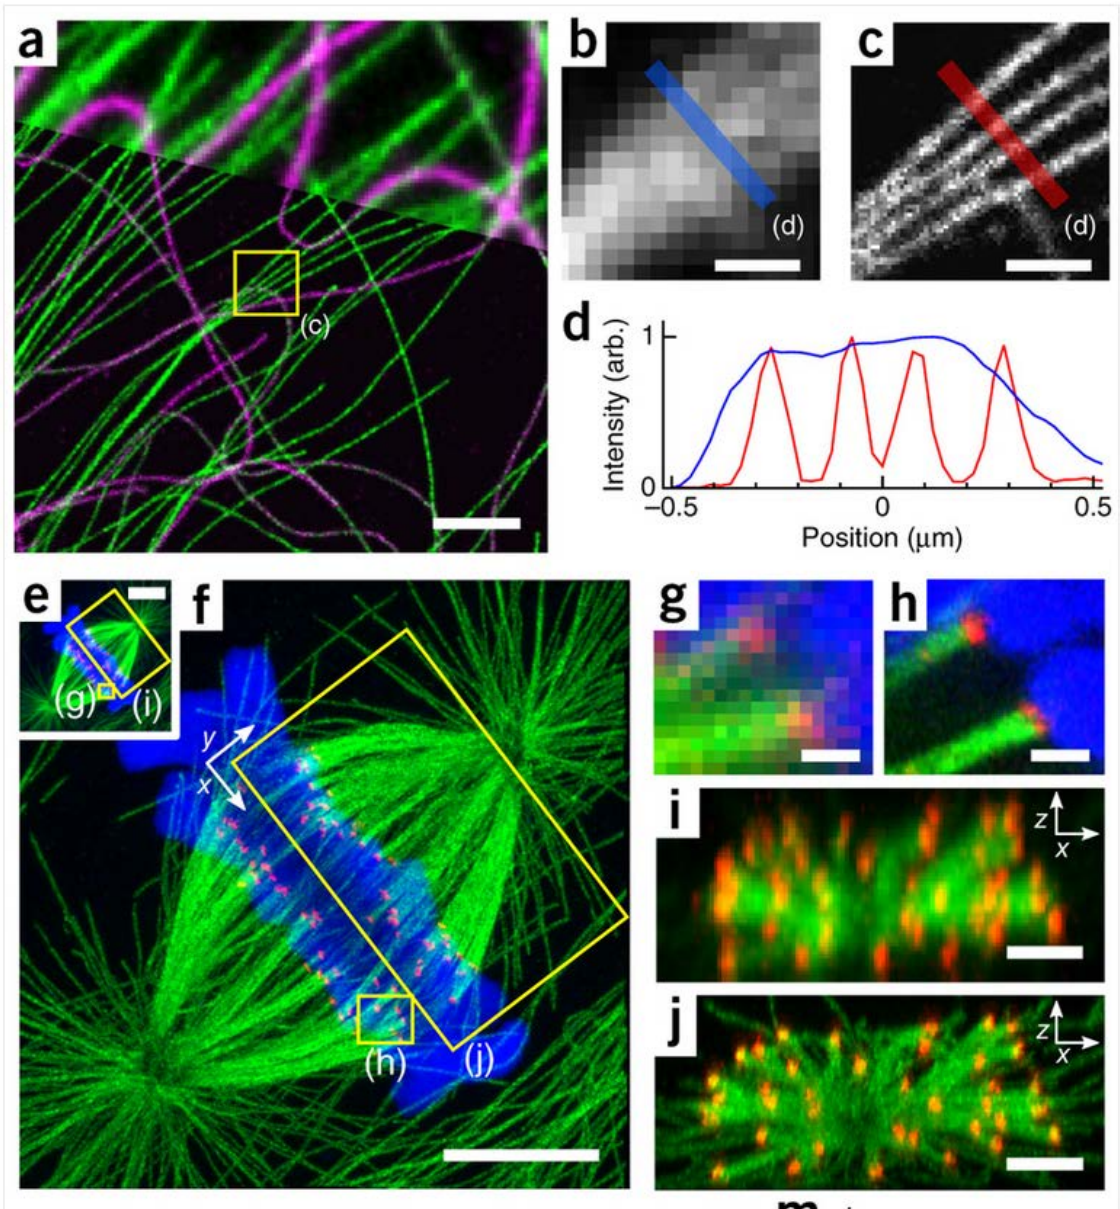 a
(c)
b
(d)
c
(d)
d
Intensity (arb.)
1
0
−0.5
0
0.5
Position (μm)
e
(g)
(i)
f
y
x
(h)
(j)
g
h
i
z
x
j
z
x